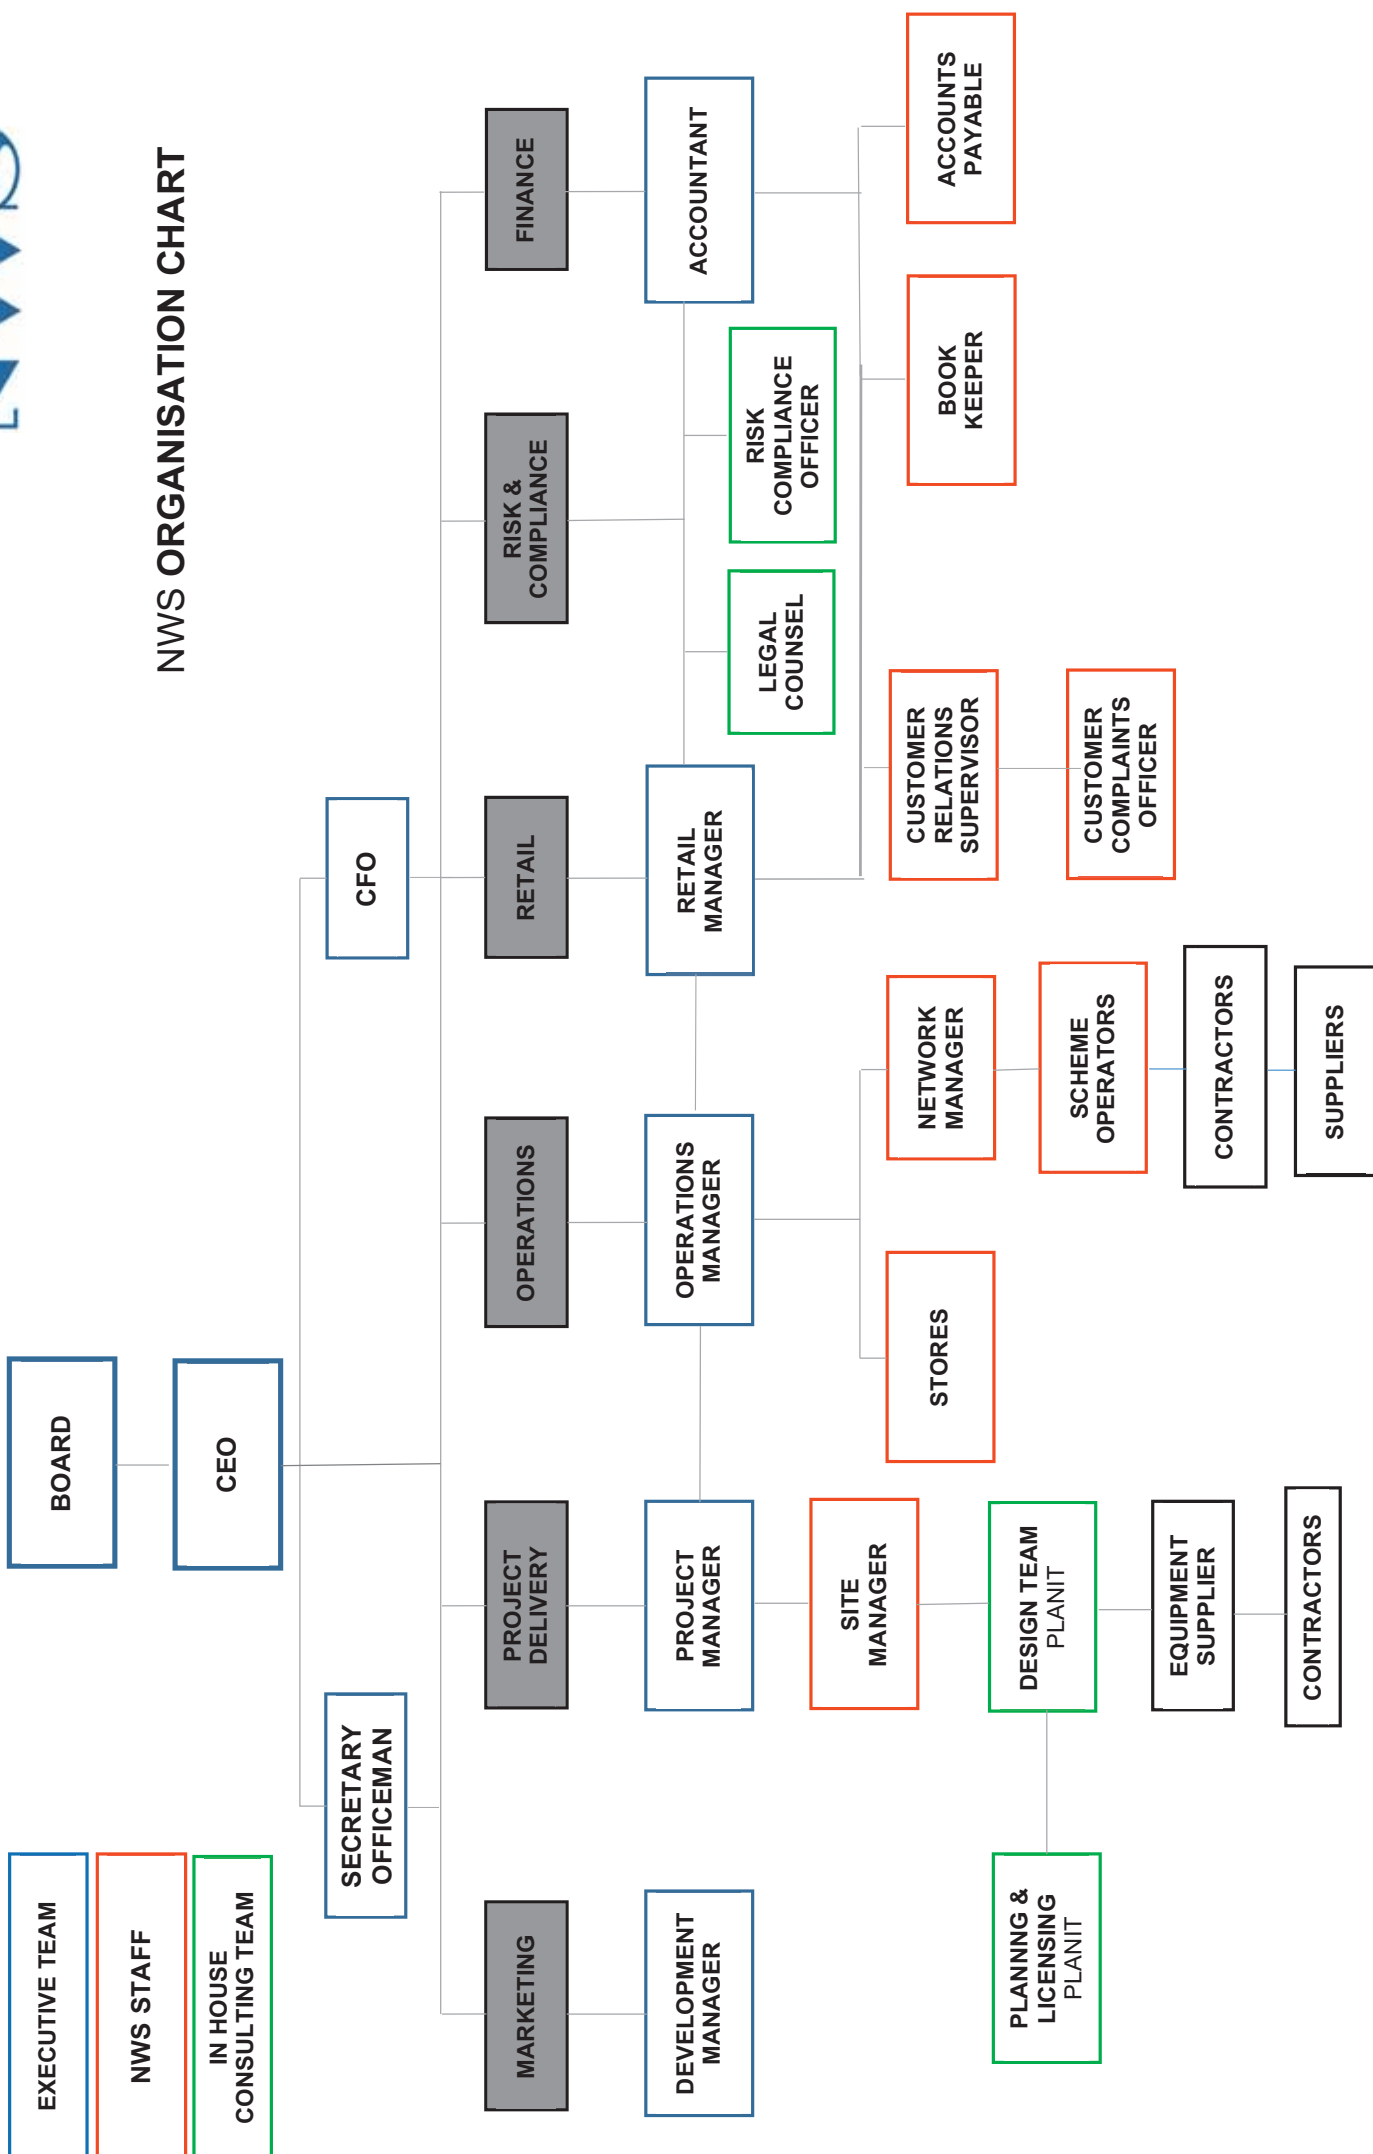 NWS ORGANISATION CHART
EXECUTIVE TEAM
NWS STAFF
IN HOUSE
CONSULTING TEAM
BOARD
CEO
SECRETARY
OFFICEMAN
CFO
MARKETING
PROJECT
DELIVERY
OPERATIONS
RETAIL
RISK &
COMPLIANCE
FINANCE
DEVELOPMENT
MANAGER
PROJECT
MANAGER
OPERATIONS
MANAGER
RETAIL
MANAGER
ACCOUNTANT
LEGAL
COUNSEL
RISK
COMPLIANCE
OFFICER
SITE
MANAGER
STORES
NETWORK
MANAGER
CUSTOMER
RELATIONS
SUPERVISOR
BOOK
KEEPER
ACCOUNTS
PAYABLE
PLANNNG &
LICENSING
PLANIT
DESIGN TEAM
PLANIT
SCHEME
OPERATORS
CUSTOMER
COMPLAINTS
OFFICER
EQUIPMENT
SUPPLIER
CONTRACTORS
CONTRACTORS
SUPPLIERS